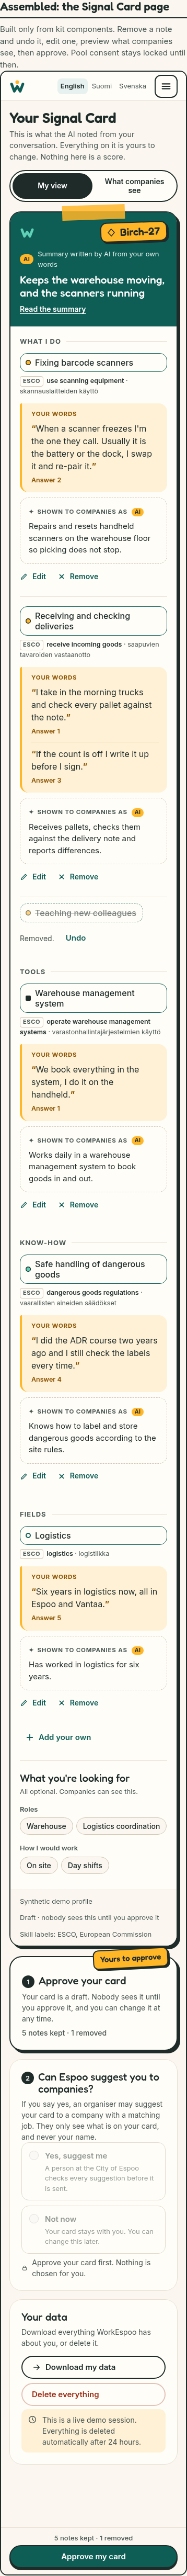 Assembled: the Signal Card page
Built only from kit components. Remove a note
and undo it, edit one, preview what companies
see, then approve. Pool consent stays locked until
then.
English Suomi Svenska
Your Signal Card
This is what the AI noted from your
conversation. Everything on it is yours to
change. Nothing here is a score.
My view
What companies
see
Birch-27
AI Summary written by AI from your own
words
Keeps the warehouse moving,
and the scanners running
Read the summary
WHAT I DO
Fixing barcode scanners
ESCO use scanning equipment ·
skannauslaitteiden käyttö
YOUR WORDS
“When a scanner freezes I'm
the one they call. Usually it is
the battery or the dock, I swap
it and re-pair it.”
Answer 2
SHOWN TO COMPANIES AS AI
Repairs and resets handheld
scanners on the warehouse floor
so picking does not stop.
Edit Remove
Receiving and checking
deliveries
ESCO receive incoming goods · saapuvien
tavaroiden vastaanotto
YOUR WORDS
“I take in the morning trucks
and check every pallet against
the note.”
Answer 1
“If the count is off I write it up
before I sign.”
Answer 3
SHOWN TO COMPANIES AS AI
Receives pallets, checks them
against the delivery note and
reports differences.
Edit Remove
Teaching new colleagues
Removed. Undo
TOOLS
Warehouse management
system
ESCO operate warehouse management
systems · varastonhallintajärjestelmien käyttö
YOUR WORDS
“We book everything in the
system, I do it on the
handheld.”
Answer 1
SHOWN TO COMPANIES AS AI
Works daily in a warehouse
management system to book
goods in and out.
Edit Remove
KNOW-HOW
Safe handling of dangerous
goods
ESCO dangerous goods regulations ·
vaarallisten aineiden säädökset
YOUR WORDS
“I did the ADR course two years
ago and I still check the labels
every time.”
Answer 4
SHOWN TO COMPANIES AS AI
Knows how to label and store
dangerous goods according to the
site rules.
Edit Remove
FIELDS
Logistics
ESCO logistics · logistiikka
YOUR WORDS
“Six years in logistics now, all in
Espoo and Vantaa.”
Answer 5
SHOWN TO COMPANIES AS AI
Has worked in logistics for six
years.
Edit Remove
Add your own
What you're looking for
All optional. Companies can see this.
Roles
Warehouse Logistics coordination
How I would work
On site Day shifts
Synthetic demo profile
Draft · nobody sees this until you approve it
Skill labels: ESCO, European Commission
Yours to approve
1 Approve your card
Your card is a draft. Nobody sees it until
you approve it, and you can change it at
any time.
5 notes kept · 1 removed
2 Can Espoo suggest you to
companies?
If you say yes, an organiser may suggest
your card to a company with a matching
job. They only see what is on your card,
and never your name.
Yes, suggest me
A person at the City of Espoo
checks every suggestion before it
is sent.
Not now
Your card stays with you. You can
change this later.
Approve your card first. Nothing is
chosen for you.
Your data
Download everything WorkEspoo has
about you, or delete it.
Download my data
Delete everything
This is a live demo session.
Everything is deleted
automatically after 24 hours.
5 notes kept · 1 removed
Approve my card